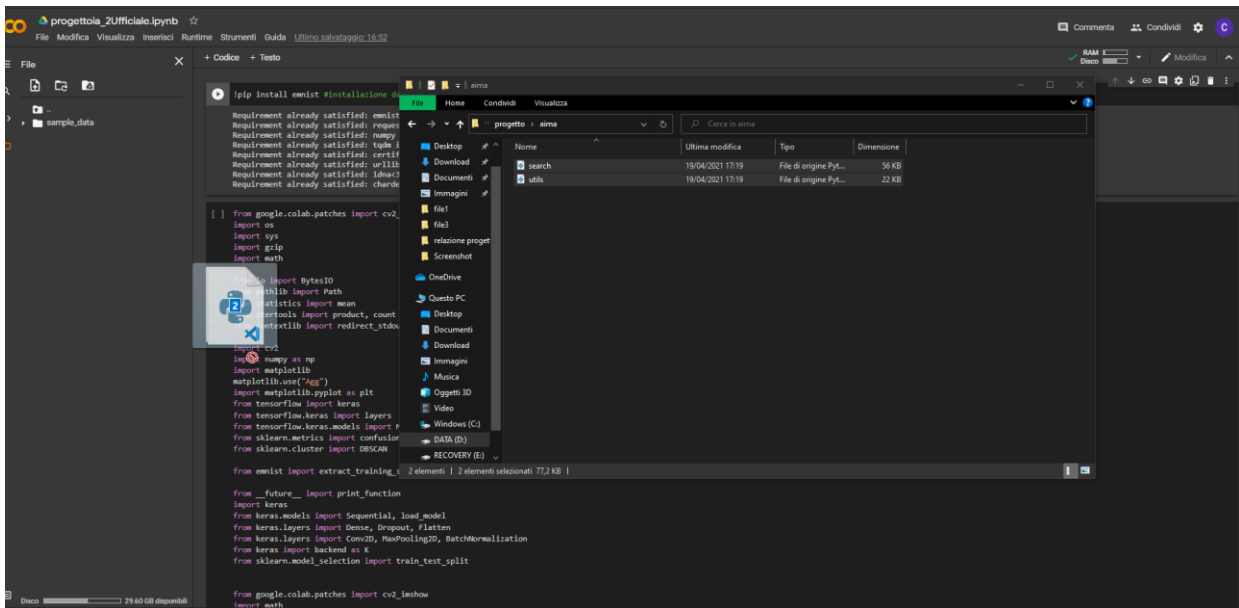 progettoia_2Ufficiale.ipynb
File Modifica Visualizza Inserisci Runtime Strumenti Guida Ultimo salvataggio: 16:52
Commenta Condividi C
File
+ Codice + Testo
RAM
Disco
Modifica
..
sample_data
!pip install emnist #installazione
Requirement already satisfied: emnist
Requirement already satisfied:
Requirement already satisfied: numpy
Requirement already satisfied: tqdm
Requirement already satisfied:
Requirement already satisfied:
Requirement already satisfied: idna<3
Requirement already satisfied:
[ ] from google.colab.patches import cv2_
import os
import sys
import gzip
import math
import BytesIO
import Path
import mean
import product, count
import
import cv2
numpy as np
import matplotlib
matplotlib.use("Agg")
import matplotlib.pyplot as plt
from tensorflow import keras
from tensorflow.keras import layers
from tensorflow.keras.models import
from sklearn.metrics import confusion
from sklearn.cluster import DBSCAN
from emnist import extract_training_
from __future__ import print_function
import keras
from keras.models import Sequential, load_model
from keras.layers import Dense, Dropout, Flatten
from keras.layers import Conv2D, MaxPooling2D, BatchNormalization
from keras import backend as K
from sklearn.model_selection import train_test_split
from google.colab.patches import cv2_imshow
import math
2
Disco 29.60 GB disponibili
aima
File Home Condividi Visualizza
progetto > aima
Cerca in aima
Nome Ultima modifica Tipo Dimensione
search 19/04/2021 17:19 File di origine Pyt... 56 KB
utils 19/04/2021 17:19 File di origine Pyt... 22 KB
Desktop
Download
Documenti
Immagini
file1
file3
relazione proget
Screenshot
OneDrive
Questo PC
Desktop
Documenti
Download
Immagini
Musica
Oggetti 3D
Video
Windows (C:)
DATA (D:)
RECOVERY (E:)
2 elementi 2 elementi selezionati 77,2 KB